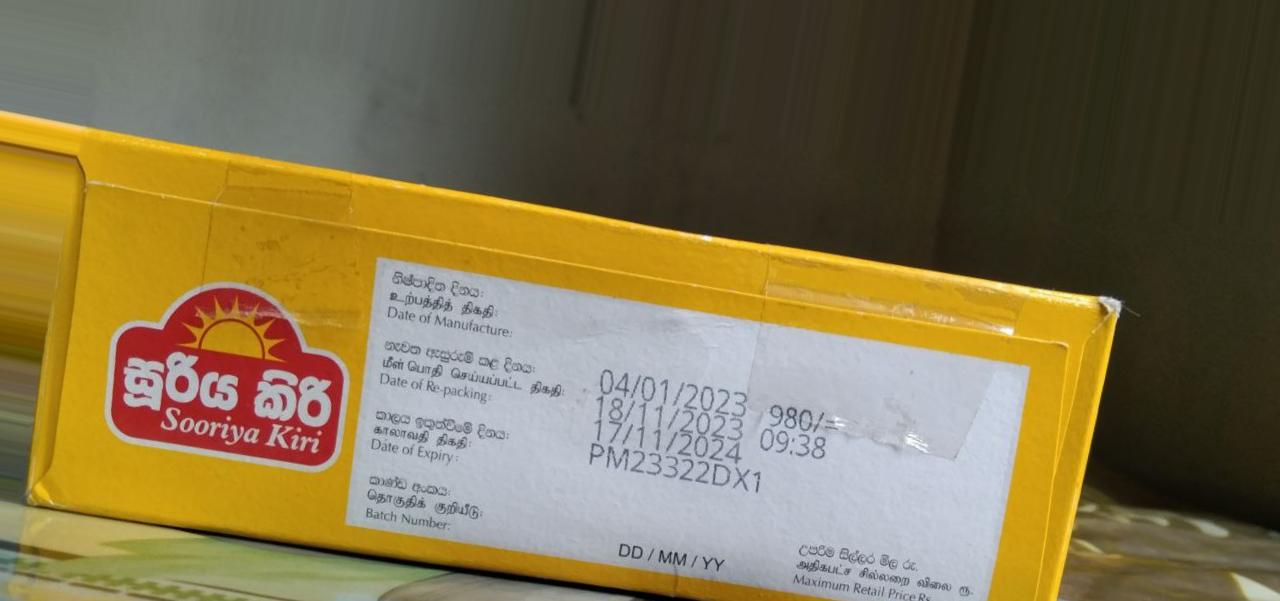 සූරිය කිරි
Sooriya Kiri
නිෂ්පාදිත දිනය:
உற்பத்தித் திகதி:
Date of Manufacture:
නැවත ඇසුරුම් කළ දිනය:
மீள் பொதி செய்யப்பட்ட திகதி:
Date of Re-packing:
කාලය ඉකුත්වීමේ දිනය:
காலாவதி திகதி:
Date of Expiry:
කාණ්ඩ අංකය:
தொகுதிக் குறியீடு:
Batch Number:
04/01/2023 980/=
18/11/2023 09:38
17/11/2024
PM23322DX1
DD / MM / YY
උපරිම සිල්ලර මිල රු.
அதிகபட்ச சில்லறை விலை ரூ.
Maximum Retail Price Rs.